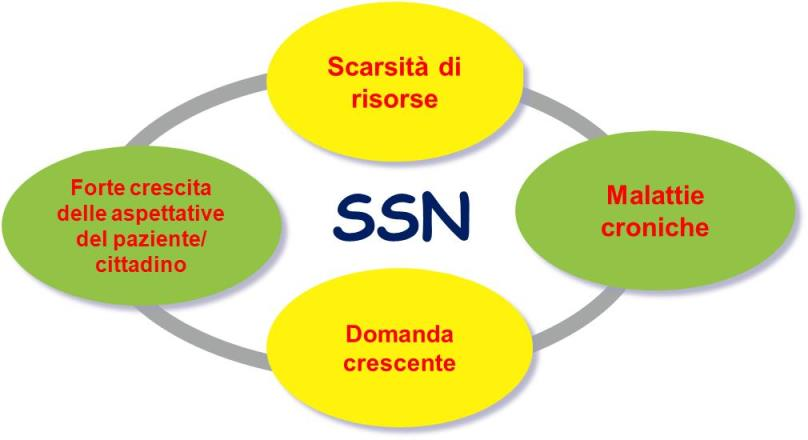 Scarsità di
risorse
Forte crescita
delle aspettative
del paziente/
cittadino
SSN
Malattie
croniche
Domanda
crescente